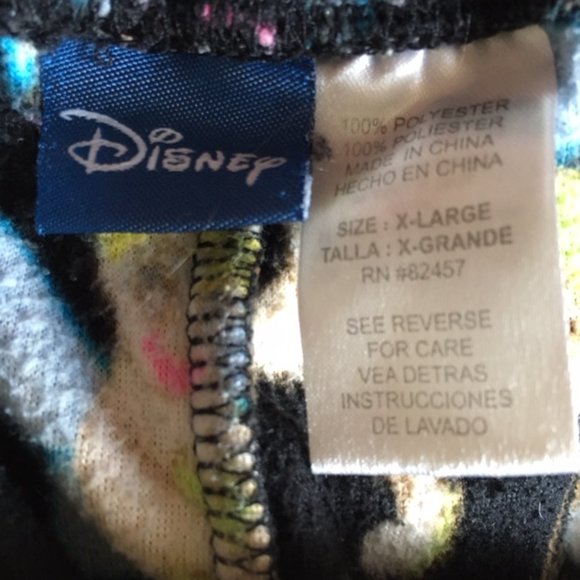 Disney
100% POLYESTER
100% POLIESTER
MADE IN CHINA
HECHO EN CHINA
SIZE : X-LARGE
TALLA : X-GRANDE
RN #82457
SEE REVERSE
FOR CARE
VEA DETRAS
INSTRUCCIONES
DE LAVADO